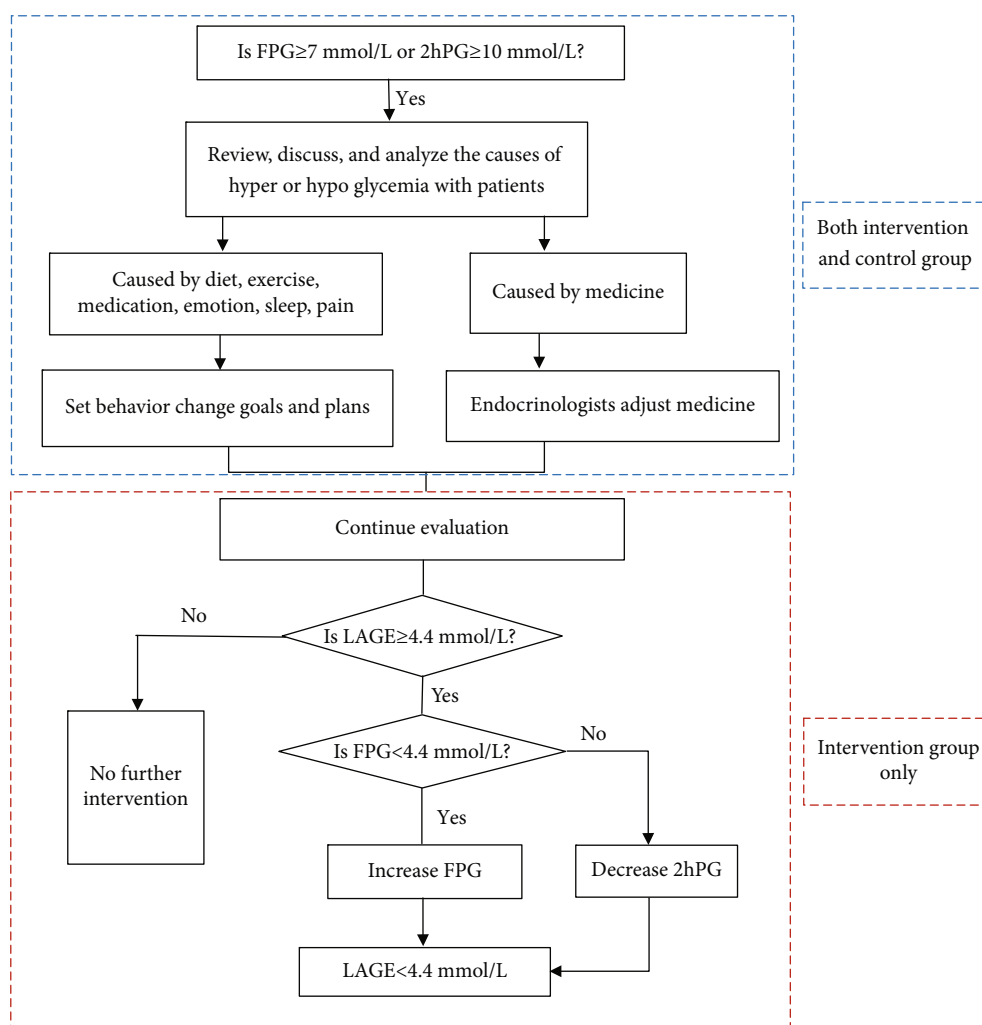 Is FPG≥7 mmol/L or 2hPG≥10 mmol/L?
Yes
Review, discuss, and analyze the causes of
hyper or hypo glycemia with patients
Caused by diet, exercise,
medication, emotion, sleep, pain
Caused by medicine
Set behavior change goals and plans
Endocrinologists adjust medicine
Both intervention
and control group
Continue evaluation
No
Is LAGE≥4.4 mmol/L?
Yes
No further
intervention
Is FPG<4.4 mmol/L?
No
Yes
Increase FPG
Decrease 2hPG
LAGE<4.4 mmol/L
Intervention group
only